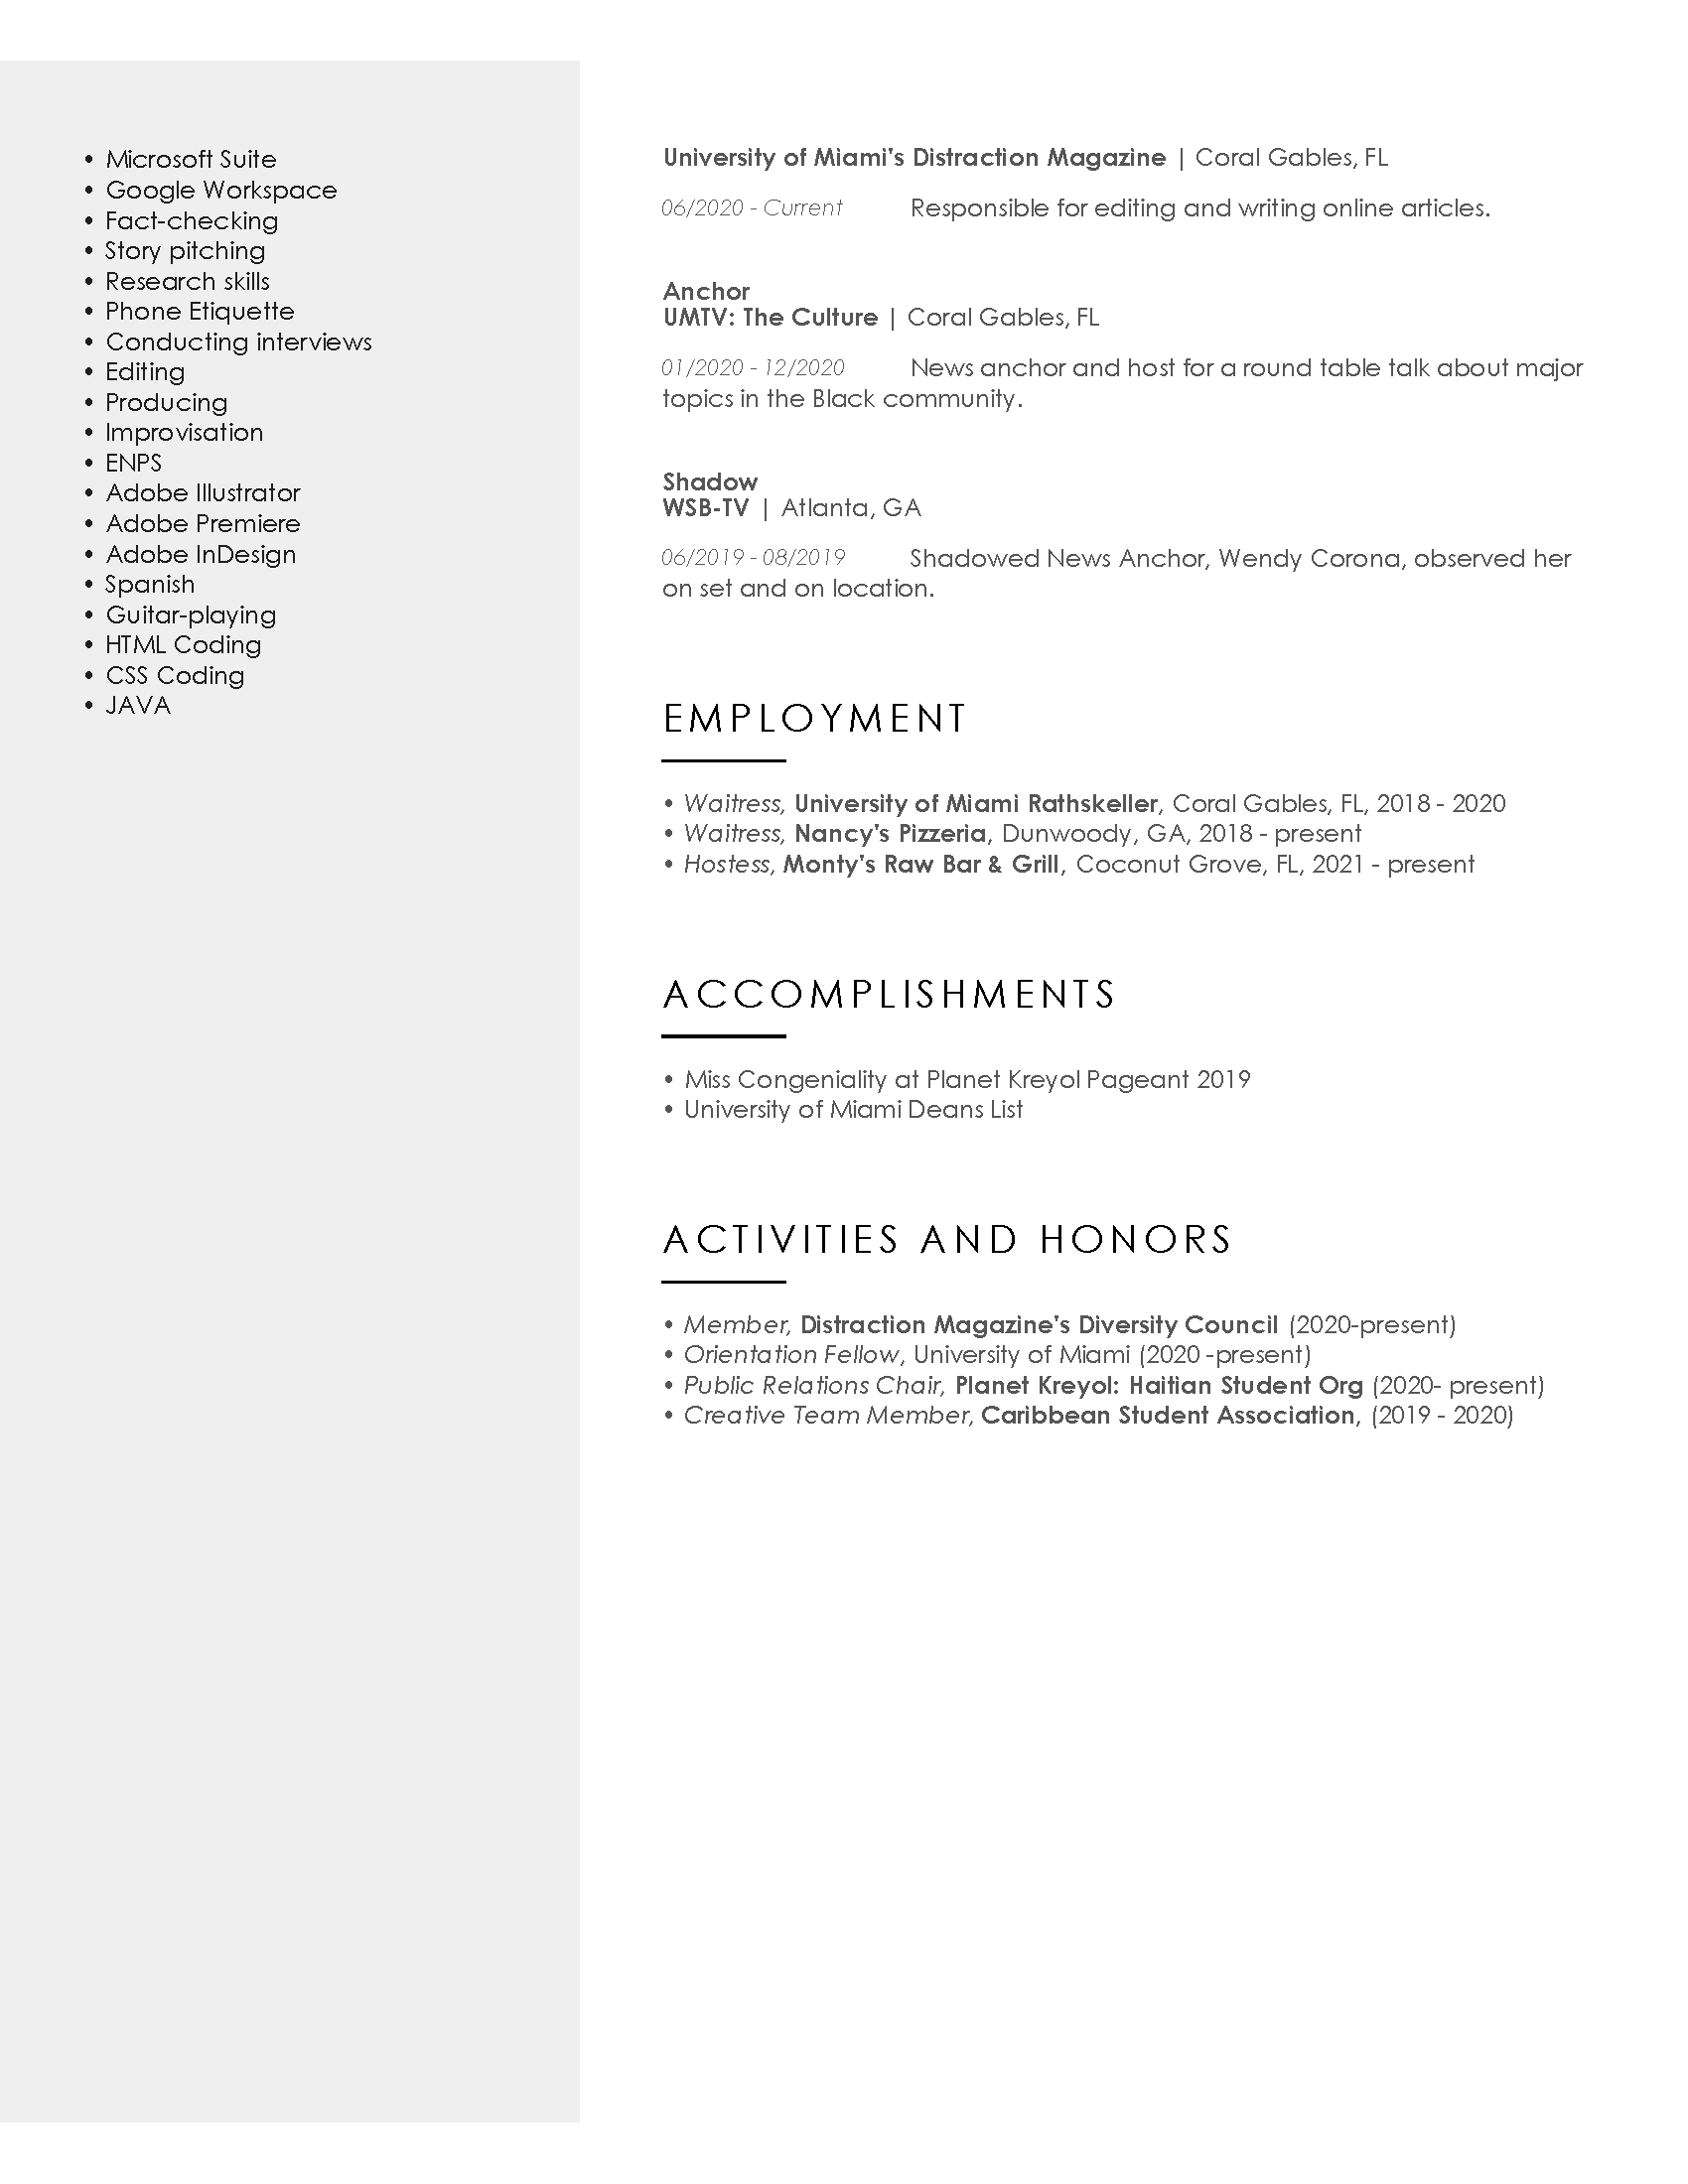 • Microsoft Suite
• Google Workspace
• Fact-checking
• Story pitching
• Research skills
• Phone Etiquette
• Conducting interviews
• Editing
• Producing
• Improvisation
• ENPS
• Adobe Illustrator
• Adobe Premiere
• Adobe InDesign
• Spanish
• Guitar-playing
• HTML Coding
• CSS Coding
• JAVA
University of Miami's Distraction Magazine | Coral Gables, FL
06/2020 - Current Responsible for editing and writing online articles.
Anchor
UMTV: The Culture | Coral Gables, FL
01/2020 - 12/2020 News anchor and host for a round table talk about major
topics in the Black community.
Shadow
WSB-TV | Atlanta, GA
06/2019 - 08/2019 Shadowed News Anchor, Wendy Corona, observed her
on set and on location.
EMPLOYMENT
• Waitress, University of Miami Rathskeller, Coral Gables, FL, 2018 - 2020
• Waitress, Nancy's Pizzeria, Dunwoody, GA, 2018 - present
• Hostess, Monty's Raw Bar & Grill, Coconut Grove, FL, 2021 - present
ACCOMPLISHMENTS
• Miss Congeniality at Planet Kreyol Pageant 2019
• University of Miami Deans List
ACTIVITIES AND HONORS
• Member, Distraction Magazine's Diversity Council (2020-present)
• Orientation Fellow, University of Miami (2020 -present)
• Public Relations Chair, Planet Kreyol: Haitian Student Org (2020- present)
• Creative Team Member, Caribbean Student Association, (2019 - 2020)